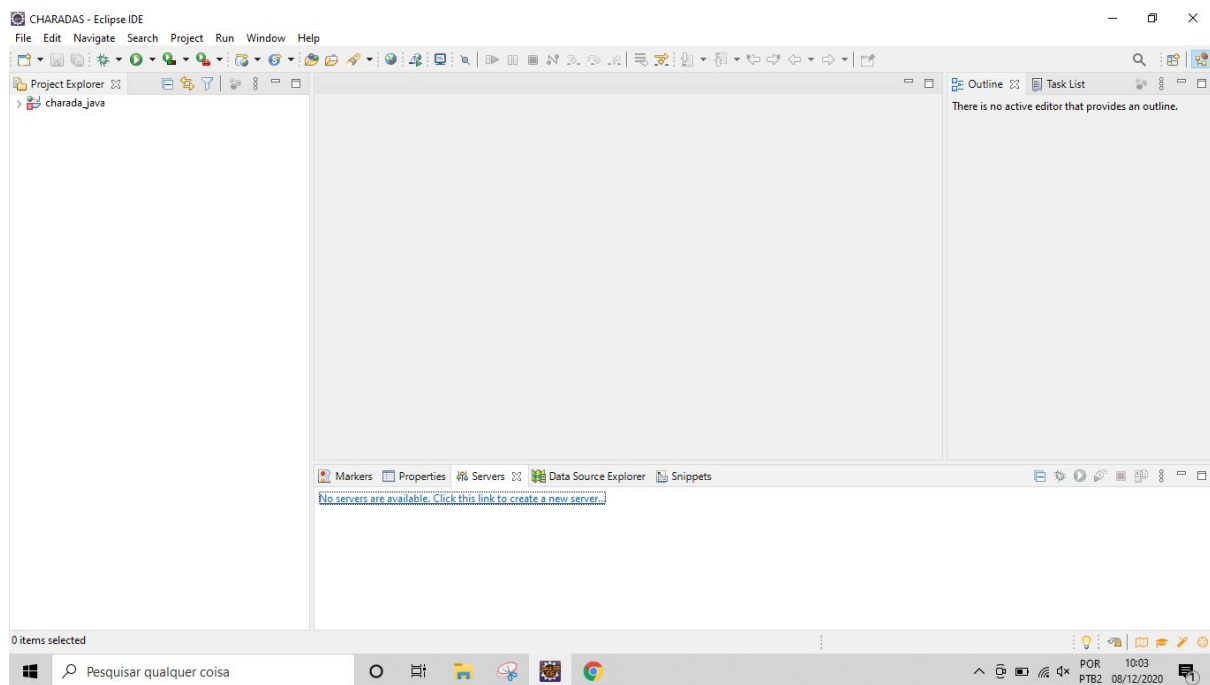 CHARADAS - Eclipse IDE
File Edit Navigate Search Project Run Window Help
Project Explorer
charada_java
Outline
Task List
There is no active editor that provides an outline.
Markers Properties Servers Data Source Explorer Snippets
No servers are available. Click this link to create a new server...
0 items selected
Pesquisar qualquer coisa
POR
PTB2
10:03
08/12/2020
1